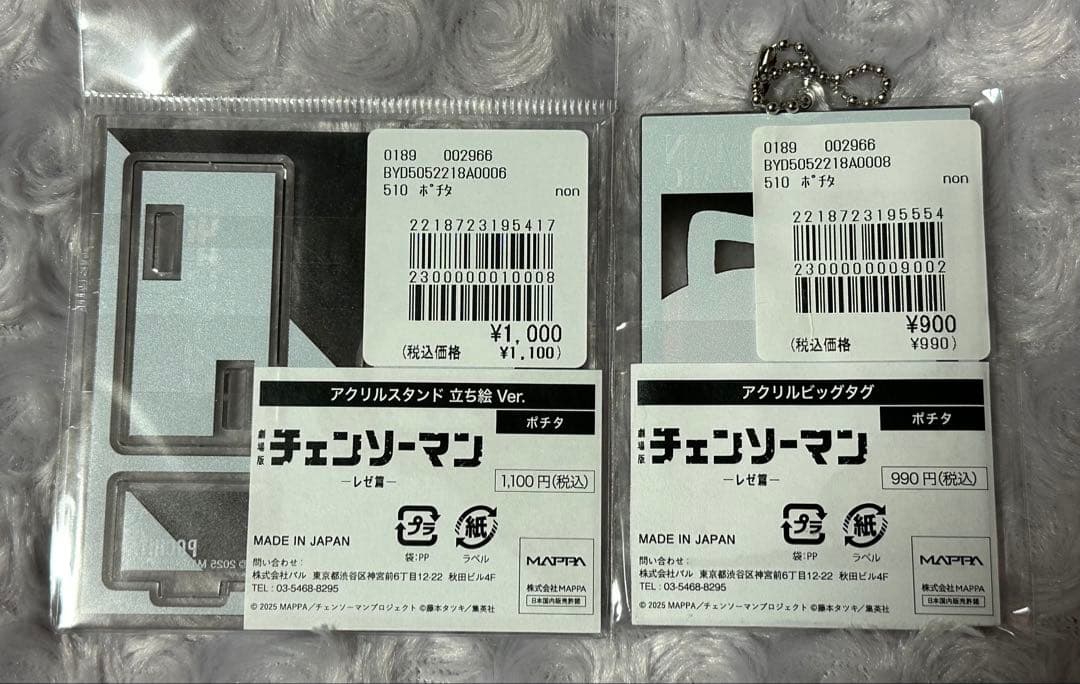 0189 002966
BYD5052218A0006
510 ﾎﾟﾁﾀ non
2218723195417
2300000010008
¥1,000
(税込価格 ¥1,100)
アクリルスタンド 立ち絵 Ver.
ポチタ
劇場版 チェンソーマン
―レゼ篇―
1,100円(税込)
プラ
袋:PP
紙
ラベル
MADE IN JAPAN
問い合わせ:
株式会社パル 東京都渋谷区神宮前6丁目12-22 秋田ビル4F
TEL : 03-5468-8295
MAPPA
株式会社MAPPA
日本国内販売許諾
© 2025 MAPPA/チェンソーマンプロジェクト ©藤本タツキ/集英社
0189 002966
BYD5052218A0008
510 ﾎﾟﾁﾀ non
2218723195554
2300000009002
¥900
(税込価格 ¥990)
アクリルビッグタグ
ポチタ
劇場版 チェンソーマン
―レゼ篇―
990円(税込)
プラ
袋:PP
紙
ラベル
MADE IN JAPAN
問い合わせ:
株式会社パル 東京都渋谷区神宮前6丁目12-22 秋田ビル4F
TEL : 03-5468-8295
MAPPA
株式会社MAPPA
日本国内販売許諾
© 2025 MAPPA/チェンソーマンプロジェクト ©藤本タツキ/集英社